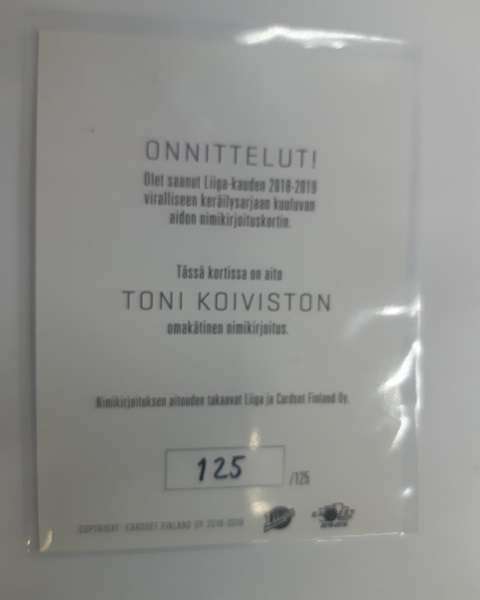 ONNITTELUT!
Olet saanut Liiga-kauden 2018-2019
viralliseen keräilysarjaan kuuluvan
aidon nimikirjoituskortin.
Tässä kortissa on aito
TONI KOIVISTON
omakätinen nimikirjoitus.
Nimikirjoituksen aitouden takaavat Liiga ja Cardset Finland Oy.
125 /125
COPYRIGHT CARDSET FINLAND OY 2018-2019